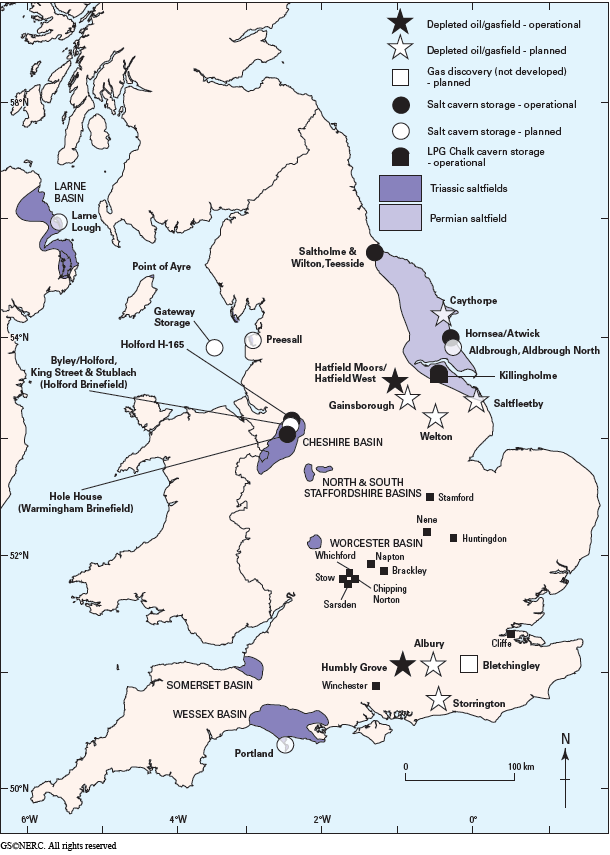 Depleted oil/gasfield - operational
Depleted oil/gasfield - planned
Gas discovery (not developed)
- planned
Salt cavern storage - operational
Salt cavern storage - planned
LPG Chalk cavern storage
- operational
Triassic saltfields
Permian saltfield
58°N
LARNE
BASIN
Larne
Lough
Point of Ayre
Saltholme &
Wilton, Teesside
Caythorpe
Gateway
Storage
54°N
Holford H-165
Preesall
Hornsea/Atwick
Aldbrough, Aldbrough North
Byley/Holford,
King Street & Stublach
(Holford Brinefield)
Hatfield Moors/
Hatfield West
Killingholme
Gainsborough
Saltfleetby
Welton
CHESHIRE BASIN
Hole House
(Warmingham Brinefield)
NORTH & SOUTH
STAFFORDSHIRE BASINS
Stamford
Nene
Huntingdon
52°N
WORCESTER BASIN
Whichford
Napton
Brackley
Stow
Chipping
Norton
Sarsden
Cliffe
Albury
Humbly Grove
Bletchingley
SOMERSET BASIN
Winchester
Storrington
WESSEX BASIN
Portland
N
0
100 km
50°N
6°W
4°W
2°W
0°
GS©NERC. All rights reserved